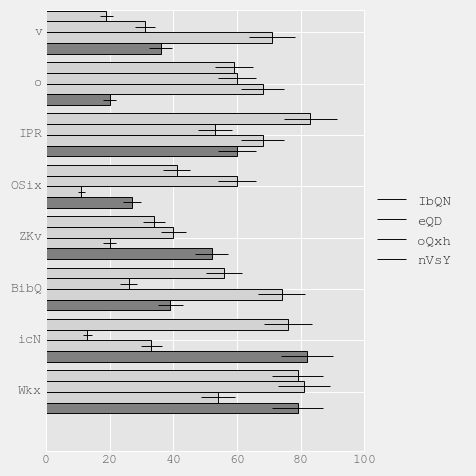 v
o
IPR
OSix
ZKv
BibQ
icN
Wkx
0 20 40 60 80 100
IbQN
eQD
oQxh
nVsY